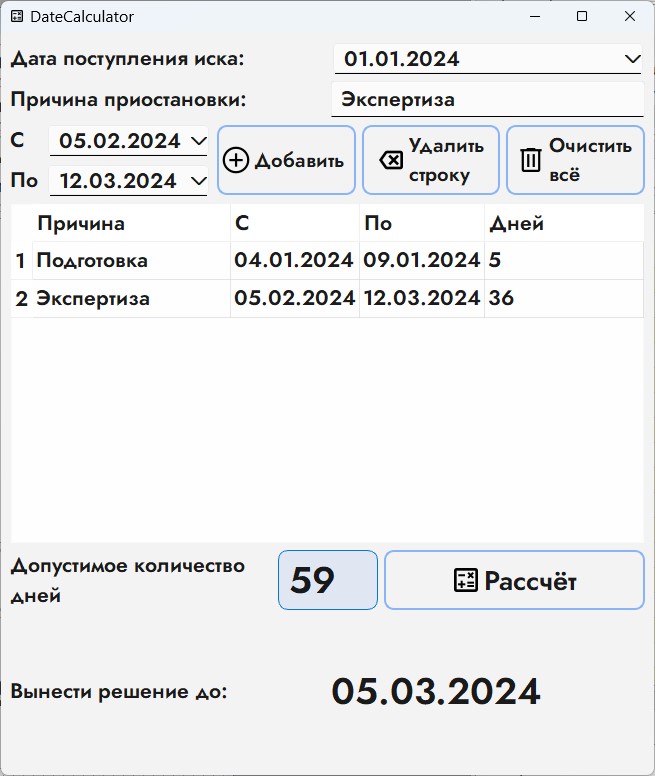 DateCalculator
Дата поступления иска: 01.01.2024
Причина приостановки: Экспертиза
С 05.02.2024
По 12.03.2024
Добавить
Удалить
строку
Очистить
всё
Причина С По Дней
1 Подготовка 04.01.2024 09.01.2024 5
2 Экспертиза 05.02.2024 12.03.2024 36
Допустимое количество
дней
59
Рассчёт
Вынести решение до: 05.03.2024